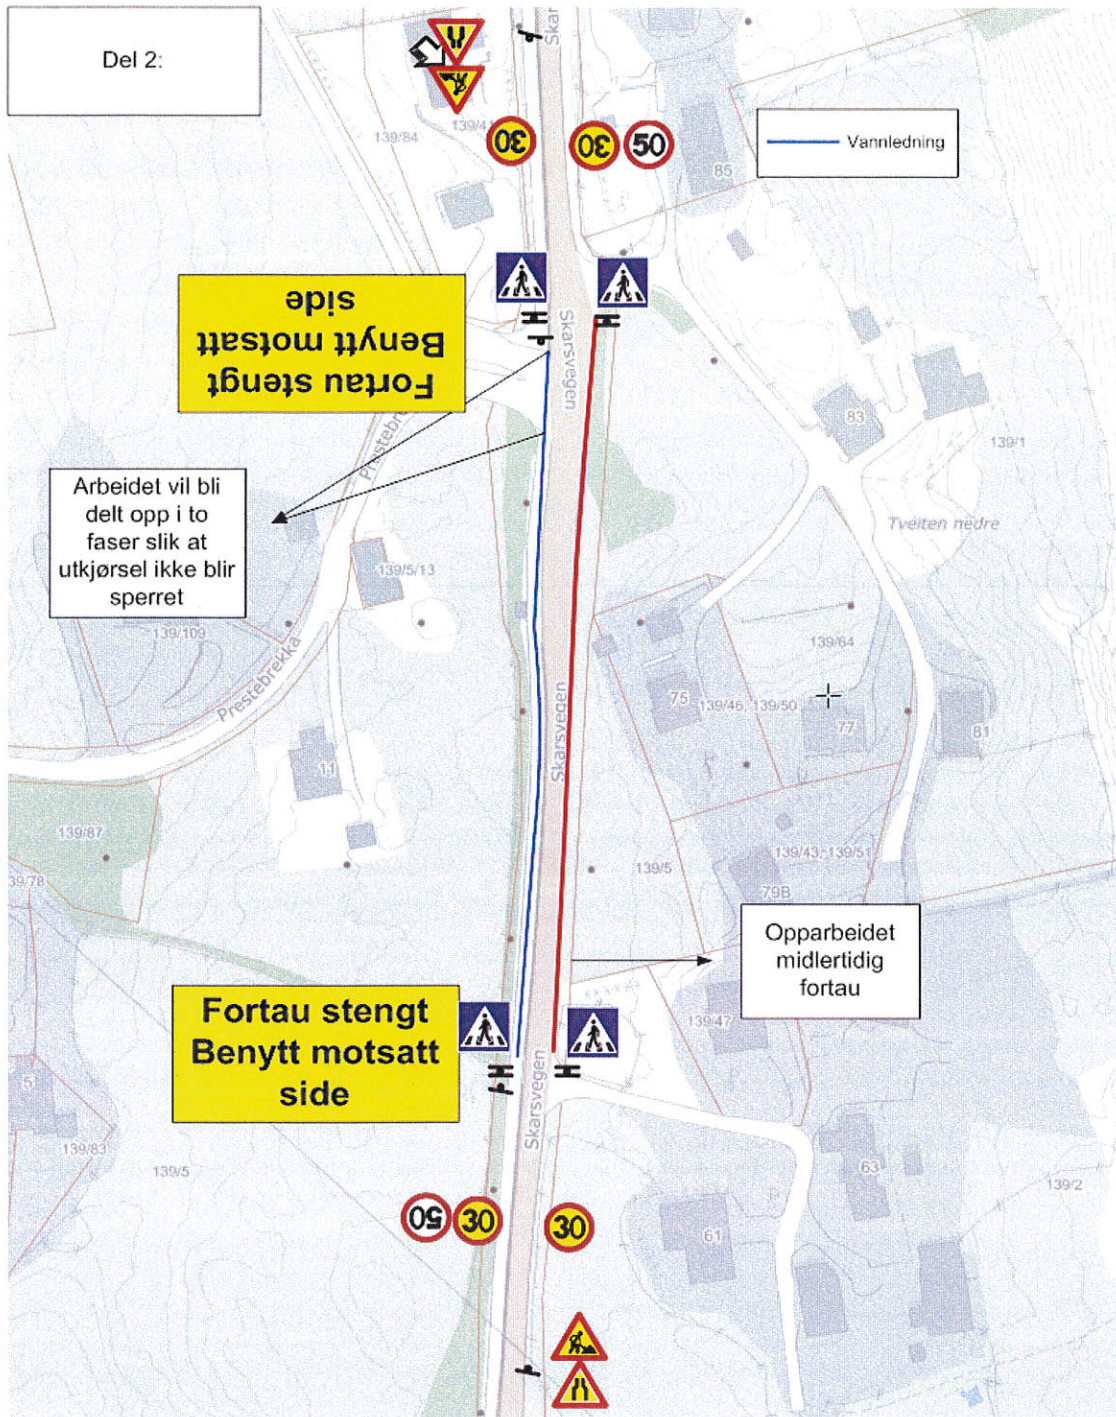 Del 2:
Skar
139/84
139/41
30
30
50
85
Vannledning
Fortau stengt
Benytt motsatt
side
Skarsvegen
83
139/1
Arbeidet vil bli
delt opp i to
faser slik at
utkjørsel ikke blir
sperret
Tveiten nedre
139/5/13
139/109
139/64
Prestebrekka
75
139/46, 139/50
77
81
Skarsvegen
11
139/87
139/43, 139/51
139/5
39/78
79B
Opparbeidet
midlertidig
fortau
Fortau stengt
Benytt motsatt
side
139/47
Skarsvegen
5
139/83
139/5
63
139/2
50
30
30
61